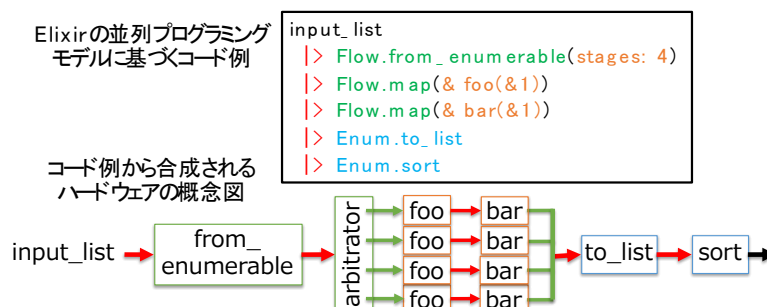 Elixirの並列プログラミング
モデルに基づくコード例
input_list
|> Flow.from_enumerable(stages: 4)
|> Flow.map(& foo(&1))
|> Flow.map(& bar(&1))
|> Enum.to_list
|> Enum.sort
コード例から合成される
ハードウェアの概念図
input_list
from_
enumerable
arbitrator
foo
bar
foo
bar
foo
bar
foo
bar
to_list
sort